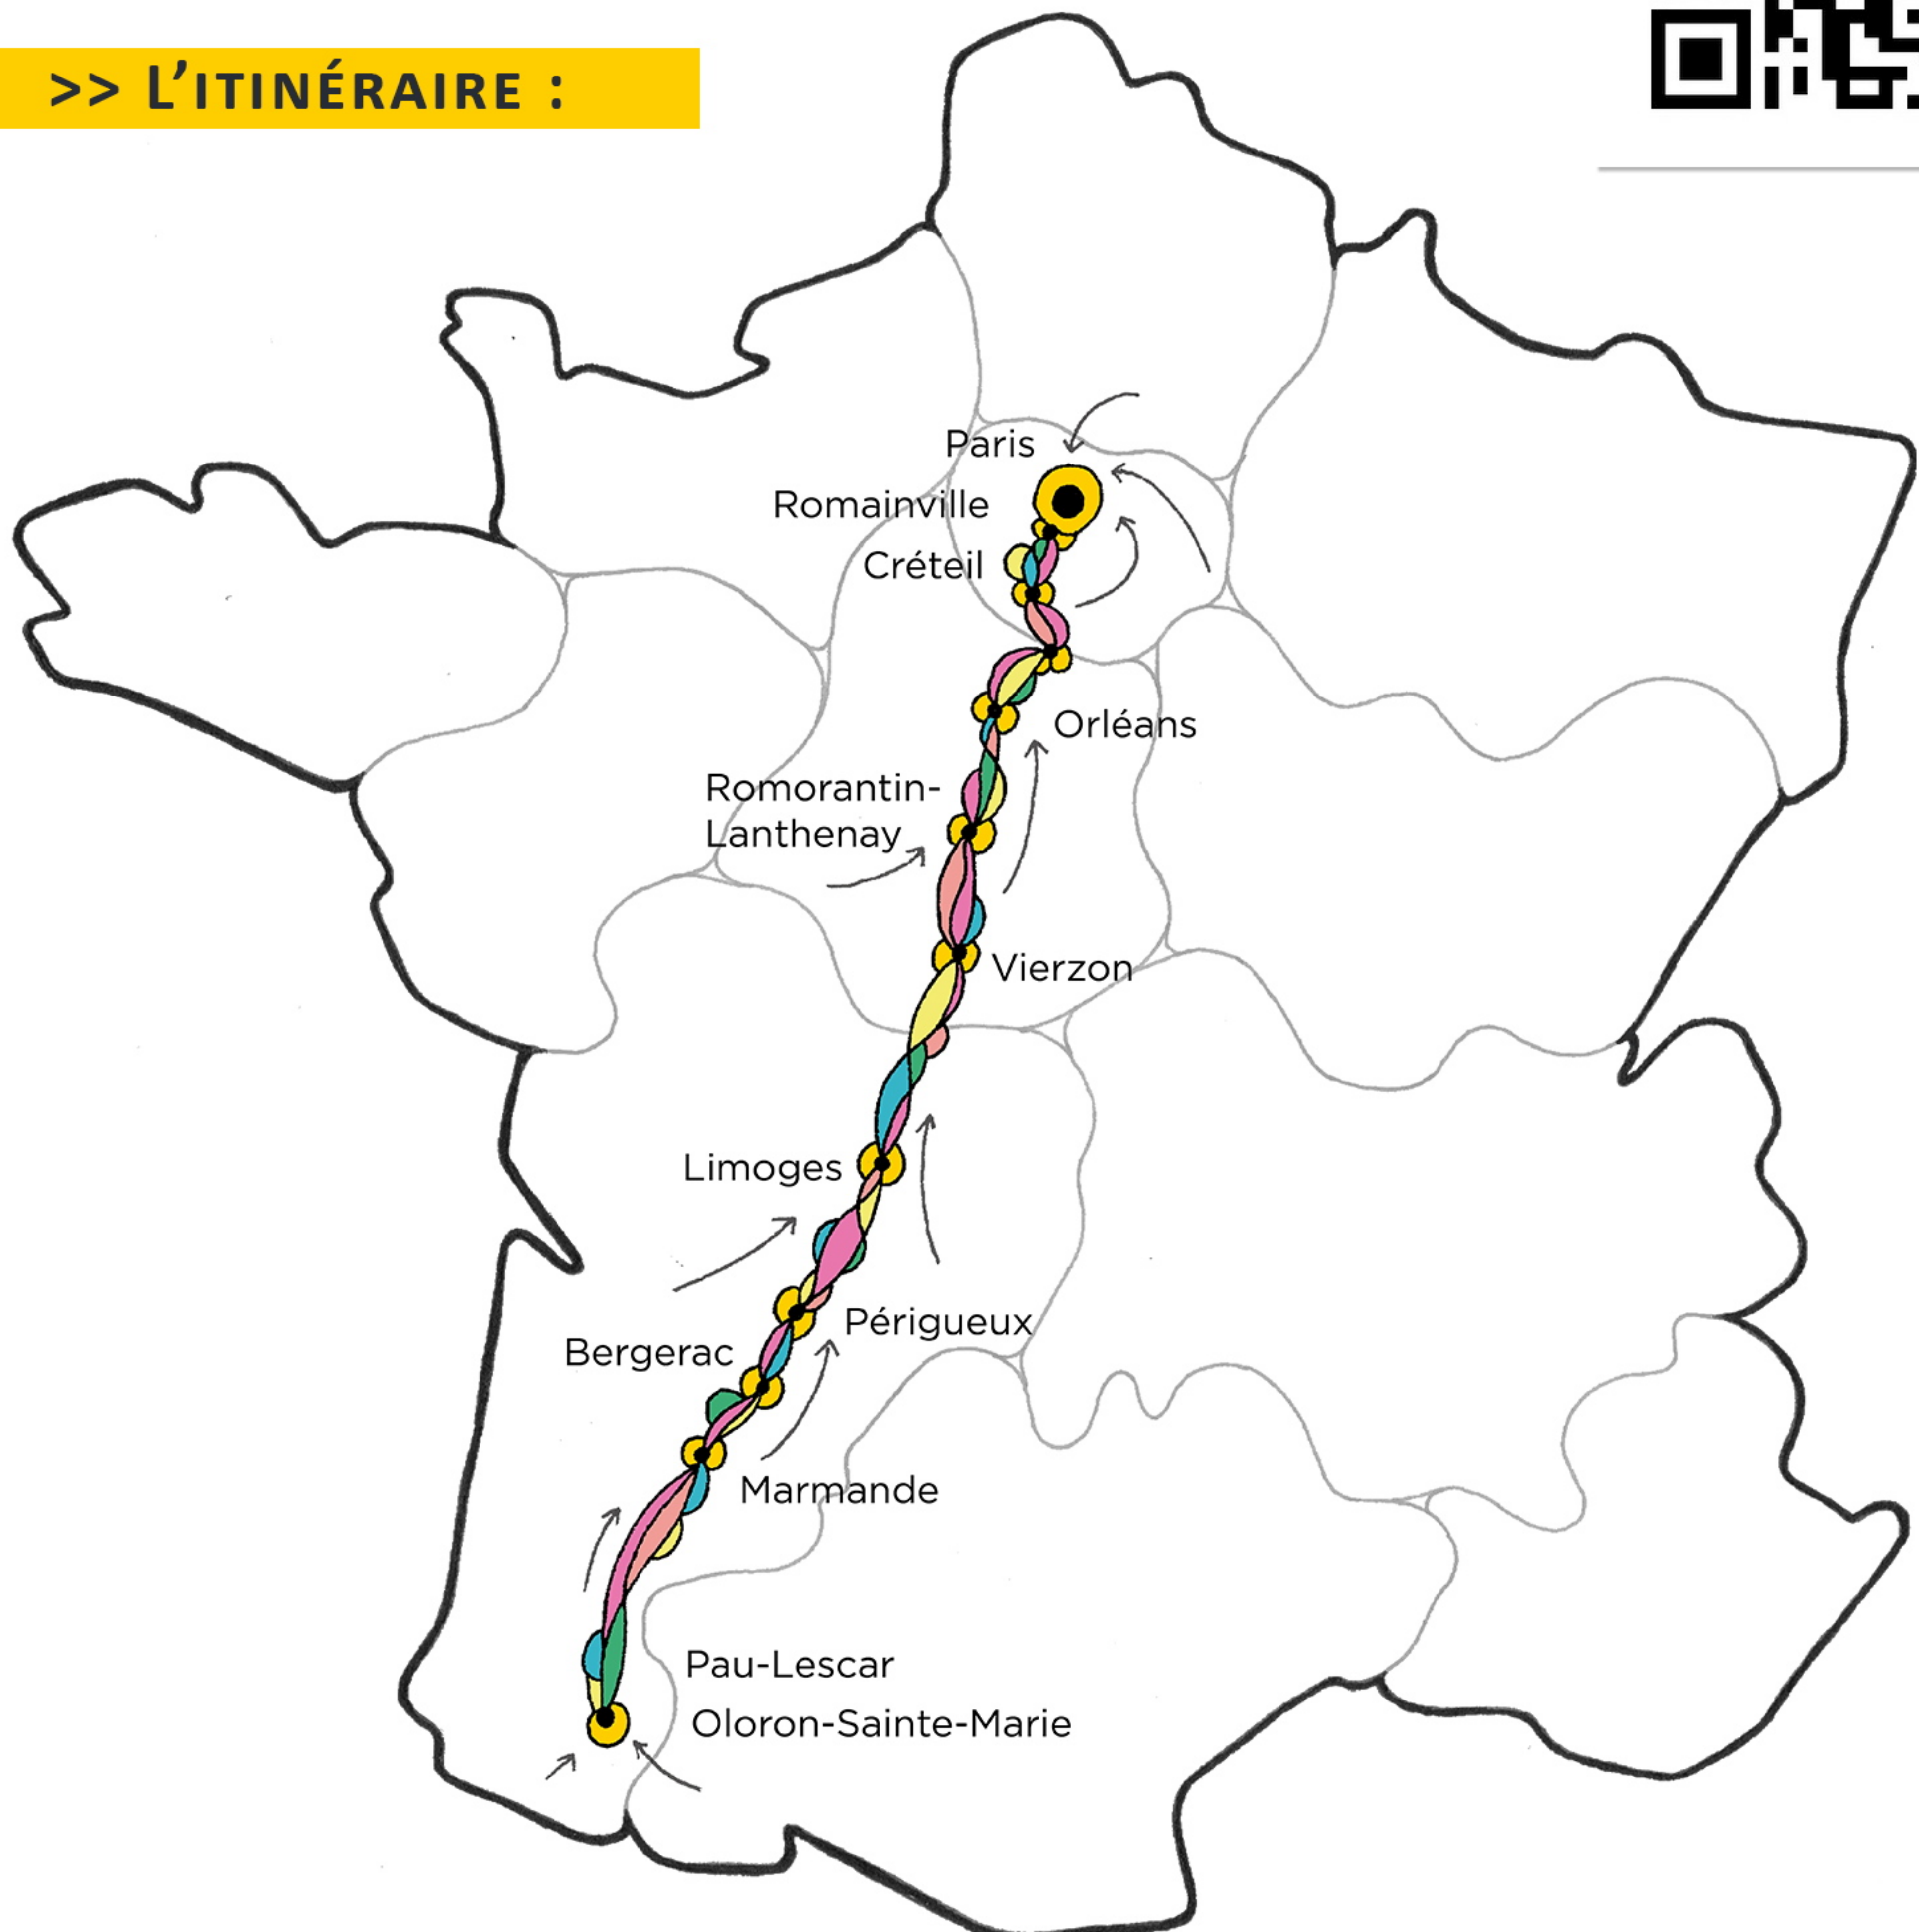 >> L’ITINÉRAIRE :
Paris
Romainville
Créteil
Orléans
Romorantin-
Lanthenay
Vierzon
Limoges
Périgueux
Bergerac
Marmande
Pau-Lescar
Oloron-Sainte-Marie